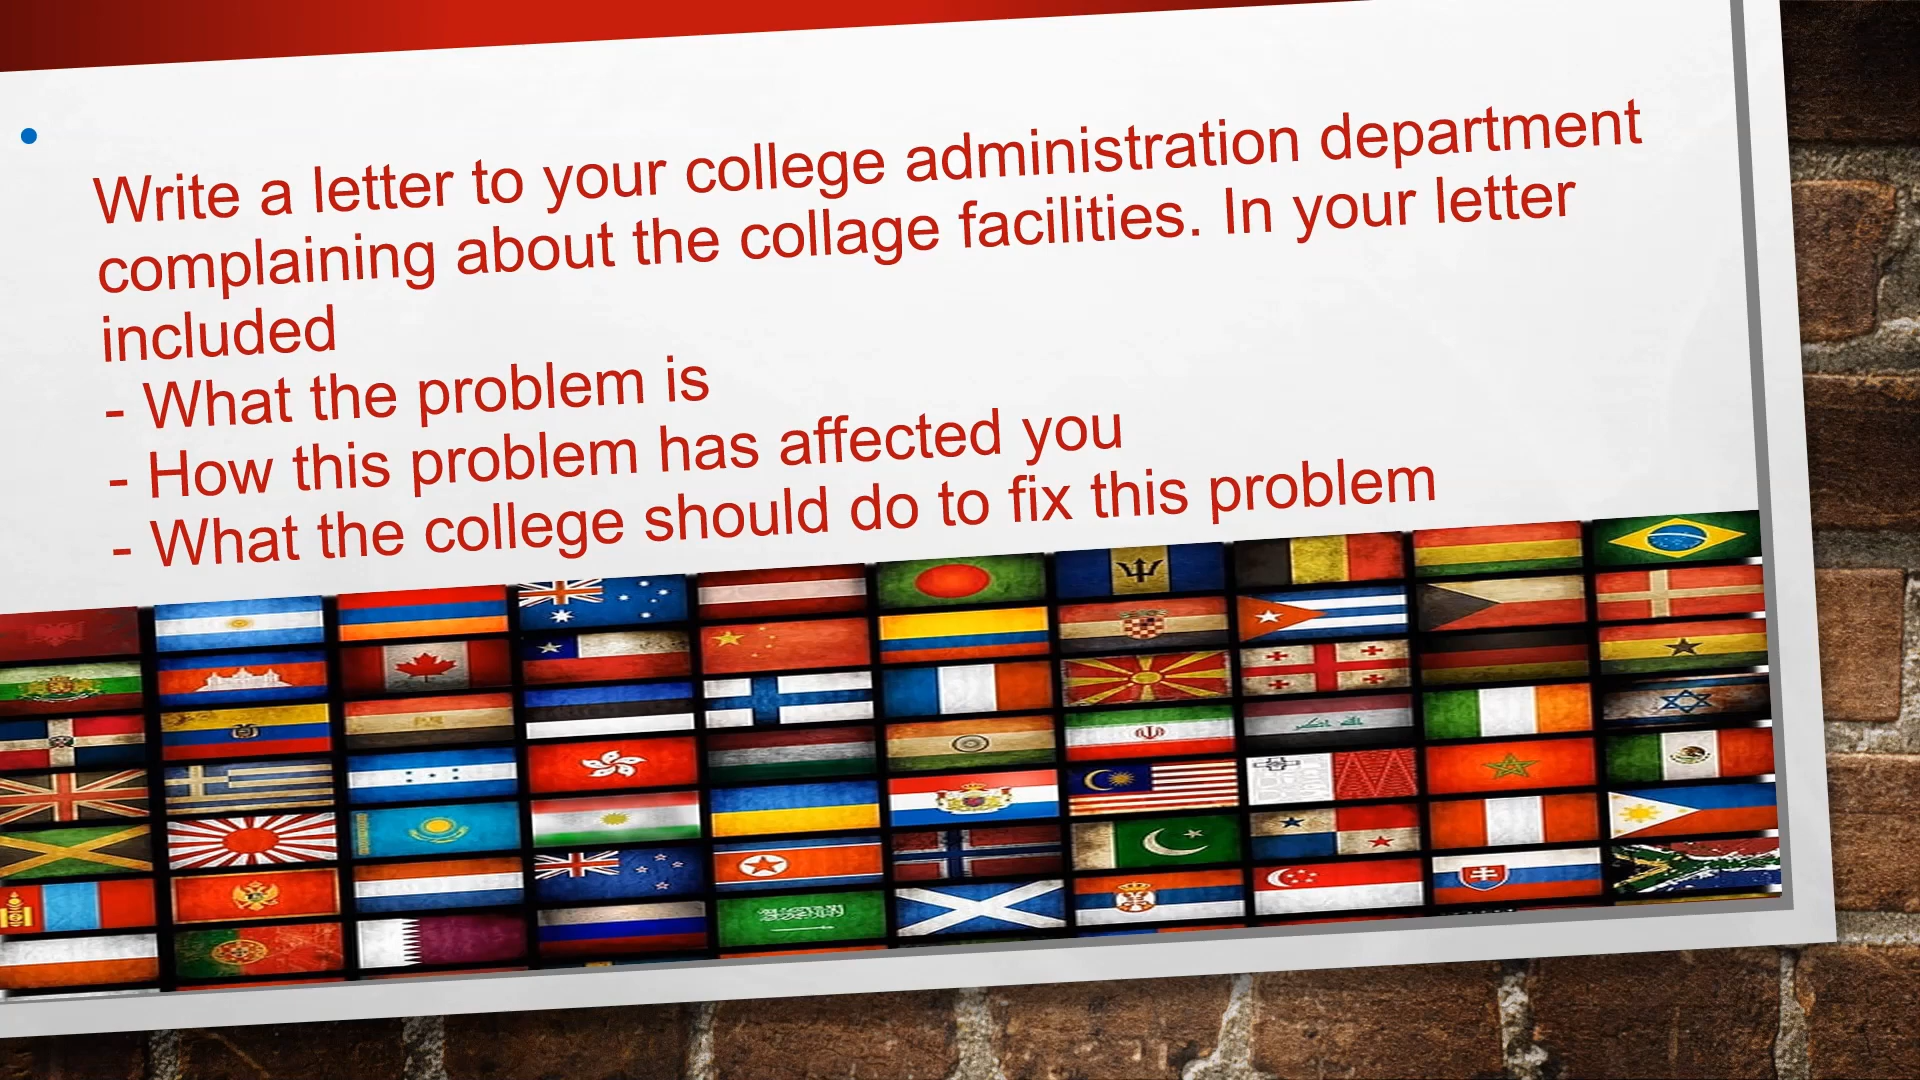 Write a letter to your college administration department
complaining about the collage facilities. In your letter
included
- What the problem is
- How this problem has affected you
- What the college should do to fix this problem